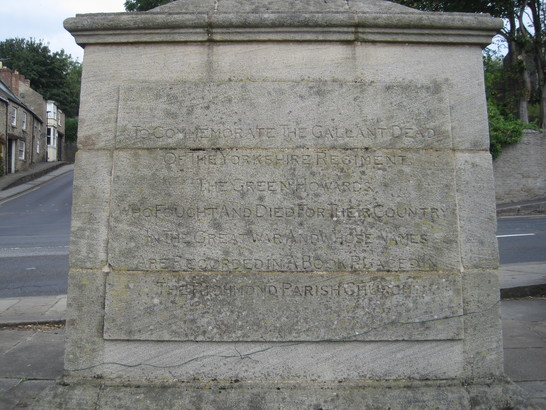 To Commemorate The Gallant Dead
Of The Yorkshire Regiment
The Green Howards
Who Fought And Died For Their Country
In The Great War And Whose Names
Are Recorded In A Book Placed In
The Richmond Parish Church